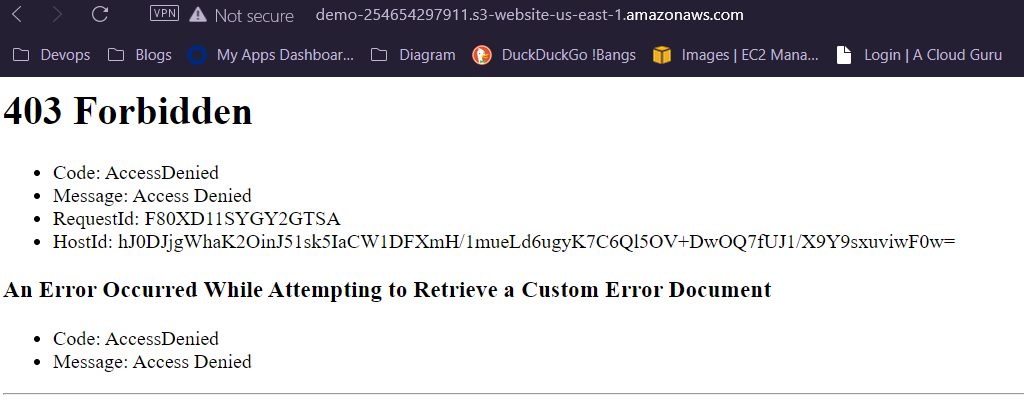 VPN Not secure demo-254654297911.s3-website-us-east-1.amazonaws.com
Devops Blogs My Apps Dashboar... Diagram DuckDuckGo !Bangs Images | EC2 Mana... Login | A Cloud Guru
403 Forbidden
• Code: AccessDenied
• Message: Access Denied
• RequestId: F80XD11SYGY2GTSA
• HostId: hJ0DJjgWhaK2OinJ51sk5IaCW1DFXmH/1mueLd6ugyK7C6Ql5OV+DwOQ7fUJ1/X9Y9sxuviwF0w=
An Error Occurred While Attempting to Retrieve a Custom Error Document
• Code: AccessDenied
• Message: Access Denied